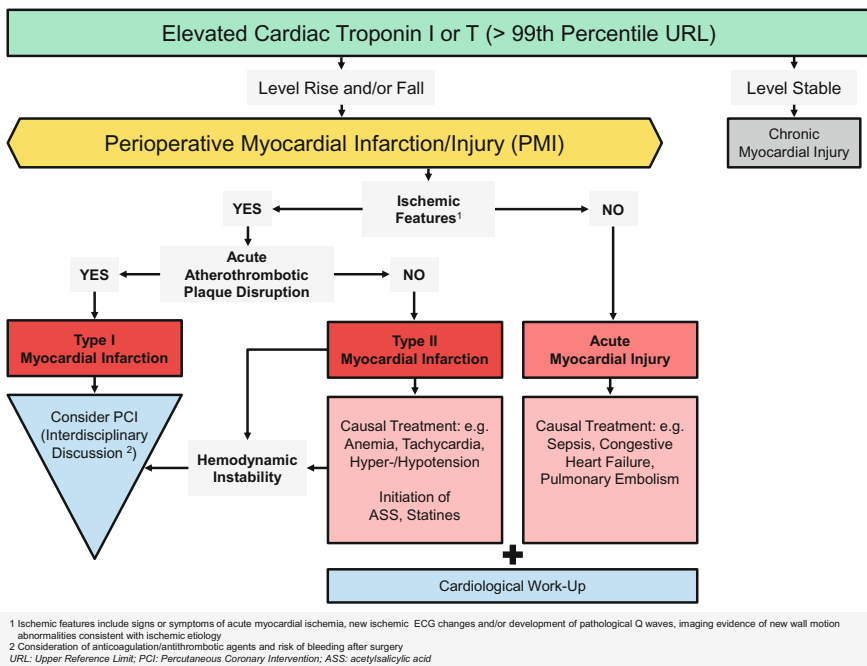 Elevated Cardiac Troponin I or T (> 99th Percentile URL)
Level Rise and/or Fall
Level Stable
Perioperative Myocardial Infarction/Injury (PMI)
Chronic
Myocardial Injury
Ischemic
Features1
YES
NO
Acute
Atherothrombotic
Plaque Disruption
YES
NO
Type I
Myocardial Infarction
Type II
Myocardial Infarction
Acute
Myocardial Injury
Consider PCI
(Interdisciplinary
Discussion 2)
Hemodynamic
Instability
Causal Treatment: e.g.
Anemia, Tachycardia,
Hyper-/Hypotension
Initiation of
ASS, Statines
Causal Treatment: e.g.
Sepsis, Congestive
Heart Failure,
Pulmonary Embolism
Cardiological Work-Up
1 Ischemic features include signs or symptoms of acute myocardial ischemia, new ischemic ECG changes and/or development of pathological Q waves, imaging evidence of new wall motion
abnormalities consistent with ischemic etiology
2 Consideration of anticoagulation/antithrombotic agents and risk of bleeding after surgery
URL: Upper Reference Limit; PCI: Percutaneous Coronary Intervention; ASS: acetylsalicylic acid